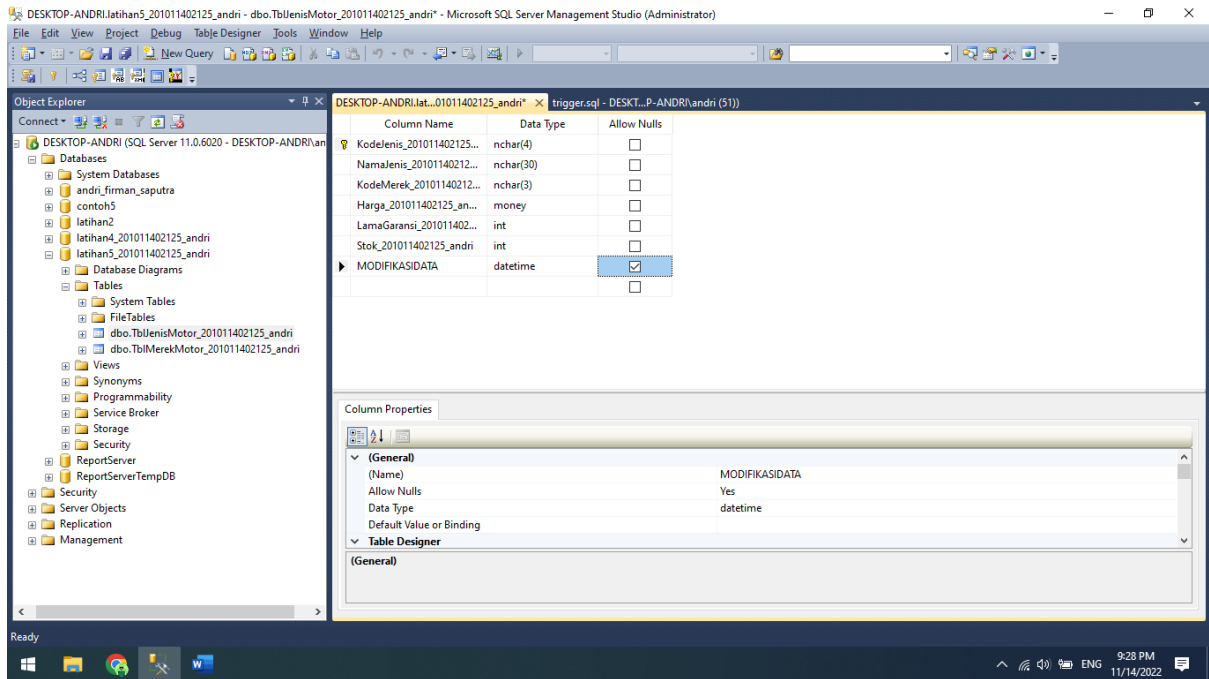 DESKTOP-ANDRI.latihan5_201011402125_andri - dbo.TblJenisMotor_201011402125_andri* - Microsoft SQL Server Management Studio (Administrator)
File Edit View Project Debug Table Designer Tools Window Help
New Query
Object Explorer
Connect
DESKTOP-ANDRI (SQL Server 11.0.6020 - DESKTOP-ANDRI\an
Databases
System Databases
andri_firman_saputra
contoh5
latihan2
latihan4_201011402125_andri
latihan5_201011402125_andri
Database Diagrams
Tables
System Tables
FileTables
dbo.TblJenisMotor_201011402125_andri
dbo.TblMerekMotor_201011402125_andri
Views
Synonyms
Programmability
Service Broker
Storage
Security
ReportServer
ReportServerTempDB
Security
Server Objects
Replication
Management
DESKTOP-ANDRI.lat...01011402125_andri* trigger.sql - DESKT...P-ANDRI\andri (51))
Column Name Data Type Allow Nulls
KodeJenis_201011402125... nchar(4)
NamaJenis_20101140212... nchar(30)
KodeMerek_20101140212... nchar(3)
Harga_201011402125_an... money
LamaGaransi_201011402... int
Stok_201011402125_andri int
MODIFIKASIDATA datetime
Column Properties
(General)
(Name) MODIFIKASIDATA
Allow Nulls Yes
Data Type datetime
Default Value or Binding
Table Designer
(General)
Ready
ENG
9:28 PM
11/14/2022